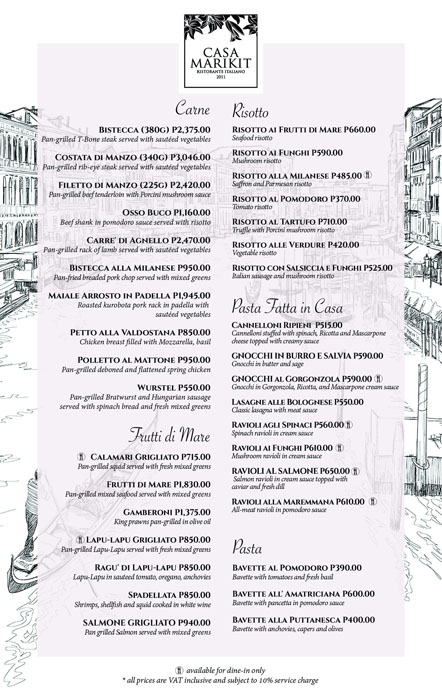 CASA
MARIKIT
RISTORANTE ITALIANO
2011
Carne
BISTECCA (380G) P2,375.00
Pan-grilled T-Bone steak served with sautéed vegetables
COSTATA DI MANZO (340G) P3,046.00
Pan-grilled rib-eye steak served with sautéed vegetables
FILETTO DI MANZO (225G) P2,420.00
Pan-grilled beef tenderloin with Porcini mushroom sauce
OSSO BUCO P1,160.00
Beef shank in pomodoro sauce served with risotto
CARRE' DI AGNELLO P2,470.00
Pan-grilled rack of lamb served with sautéed vegetables
BISTECCA ALLA MILANESE P950.00
Pan-fried breaded pork chop served with mixed greens
MAIALE ARROSTO IN PADELLA P1,945.00
Roasted kurobota pork rack in padella with
sautéed vegetables
PETTO ALLA VALDOSTANA P850.00
Chicken breast filled with Mozzarella, basil
POLLETTO AL MATTONE P950.00
Pan-grilled deboned and flattened spring chicken
WURSTEL P550.00
Pan-grilled Bratwurst and Hungarian sausage
served with spinach bread and fresh mixed greens
Frutti di Mare
CALAMARI GRIGLIATO P715.00
Pan-grilled squid served with fresh mixed greens
FRUTTI DI MARE P1,830.00
Pan-grilled mixed seafood served with mixed greens
GAMBERONI P1,375.00
King prawns pan-grilled in olive oil
LAPU-LAPU GRIGLIATO P850.00
Pan-grilled Lapu-Lapu served with fresh mixed greens
RAGU' DI LAPU-LAPU P850.00
Lapu-Lapu in sauteed tomato, oregano, anchovies
SPADELLATA P850.00
Shrimps, shellfish and squid cooked in white wine
SALMONE GRIGLIATO P940.00
Pan grilled Salmon served with mixed greens
Risotto
RISOTTO AI FRUTTI DI MARE P660.00
Seafood risotto
RISOTTO AI FUNGHI P590.00
Mushroom risotto
RISOTTO ALLA MILANESE P485.00
Saffron and Parmesan risotto
RISOTTO AL POMODORO P370.00
Tomato risotto
RISOTTO AL TARTUFO P710.00
Truffle with Porcini mushroom risotto
RISOTTO ALLE VERDURE P420.00
Vegetable risotto
RISOTTO CON SALSICCIA E FUNGHI P525.00
Italian sausage and mushroom risotto
Pasta Fatta in Casa
CANNELLONI RIPIENI P515.00
Cannelloni stuffed with spinach, Ricotta and Mascarpone
cheese topped with creamy sauce
GNOCCHI IN BURRO E SALVIA P590.00
Gnocchi in butter and sage
GNOCCHI AL GORGONZOLA P590.00
Gnocchi in Gorgonzola, Ricotta, and Mascarpone cream sauce
LASAGNE ALLE BOLOGNESE P550.00
Classic lasagna with meat sauce
RAVIOLI AGLI SPINACI P560.00
Spinach ravioli in cream sauce
RAVIOLI AI FUNGHI P610.00
Mushroom ravioli in cream sauce
RAVIOLI AL SALMONE P650.00
Salmon ravioli in cream sauce topped with
caviar and fresh dill
RAVIOLI ALLA MAREMMANA P610.00
All-meat ravioli in pomodoro sauce
Pasta
BAVETTE AL POMODORO P390.00
Bavette with tomatoes and fresh basil
BAVETTE ALL' AMATRICIANA P600.00
Bavette with pancetta in pomodoro sauce
BAVETTE ALLA PUTTANESCA P400.00
Bavette with anchovies, capers and olives
available for dine-in only
* all prices are VAT inclusive and subject to 10% service charge